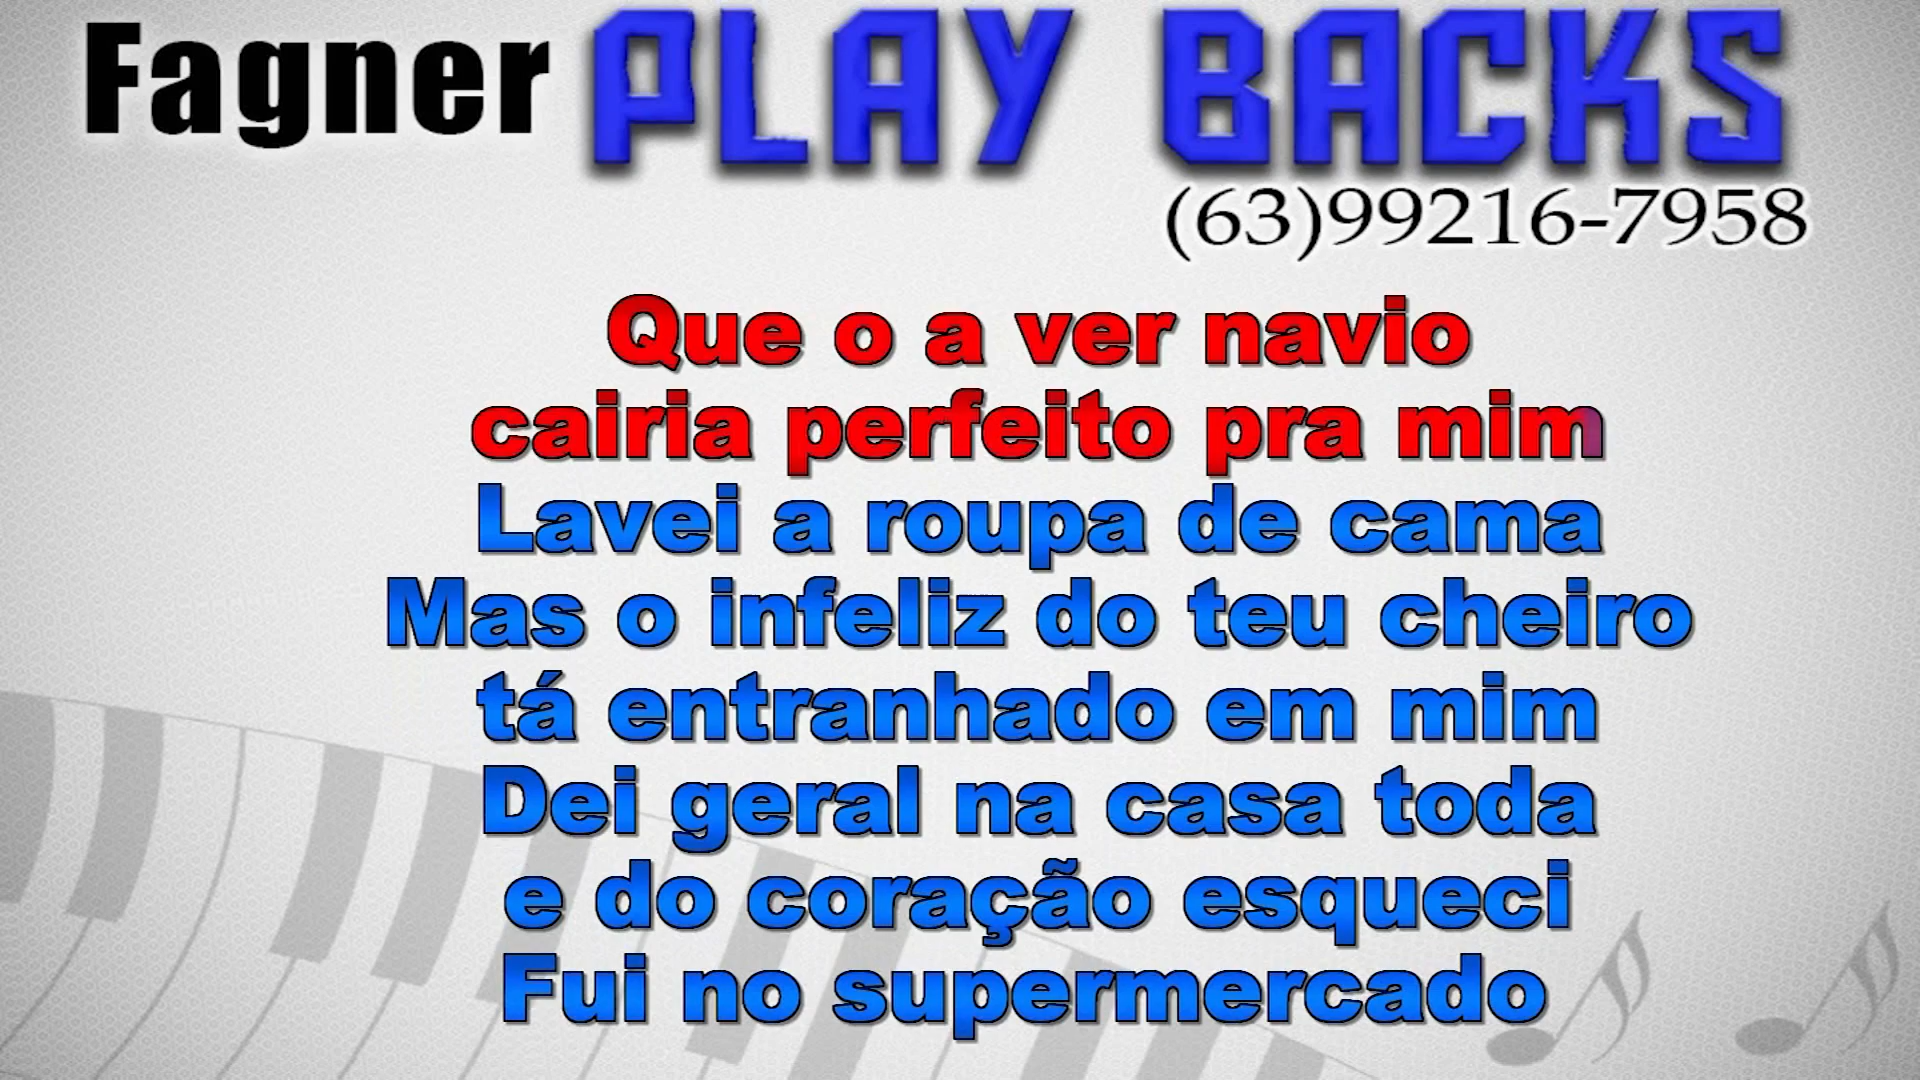 Fagner PLAY BACKS
(63)99216-7958
Que o a ver navio
cairia perfeito pra mim
Lavei a roupa de cama
Mas o infeliz do teu cheiro
tá entranhado em mim
Dei geral na casa toda
e do coração esqueci
Fui no supermercado